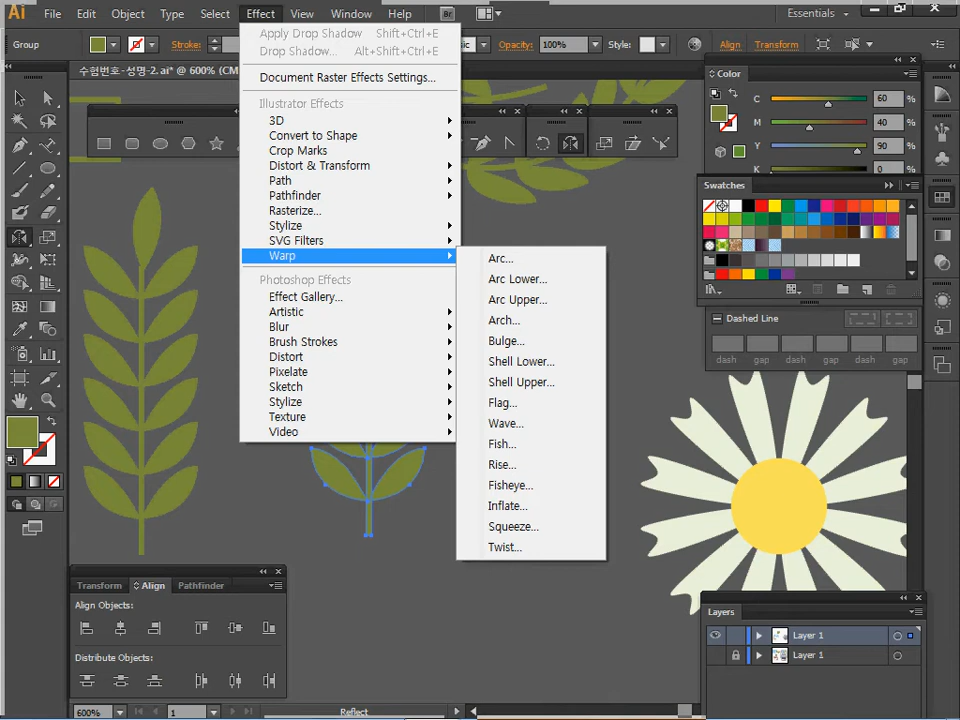 Ai File Edit Object Type Select Effect View Window Help Br Essentials
Group Stroke: Opacity: 100% Style: Align Transform
수험번호-성명-2.ai* @ 600% (CM
Apply Drop Shadow Shift+Ctrl+E
Drop Shadow... Alt+Shift+Ctrl+E
Document Raster Effects Settings...
Illustrator Effects
3D
Convert to Shape
Crop Marks
Distort & Transform
Path
Pathfinder
Rasterize...
Stylize
SVG Filters
Warp
Photoshop Effects
Effect Gallery...
Artistic
Blur
Brush Strokes
Distort
Pixelate
Sketch
Stylize
Texture
Video
Arc...
Arc Lower...
Arc Upper...
Arch...
Bulge...
Shell Lower...
Shell Upper...
Flag...
Wave...
Fish...
Rise...
Fisheye...
Inflate...
Squeeze...
Twist...
Color
C 60 %
M 40 %
Y 90 %
K 0 %
Swatches
Dashed Line
dash gap dash gap dash gap
Transform Align Pathfinder
Align Objects:
Distribute Objects:
Layers
Layer 1
Layer 1
600% 1 Reflect